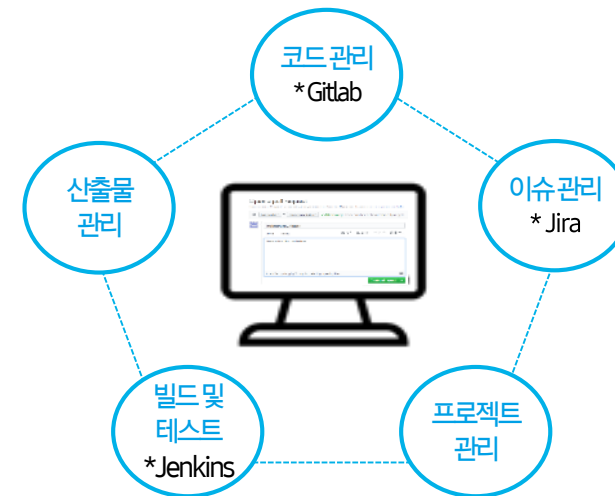 코드 관리
*Gitlab
산출물
관리
이슈관리
* Jira
빌드 및
테스트
*Jenkins
프로젝트
관리